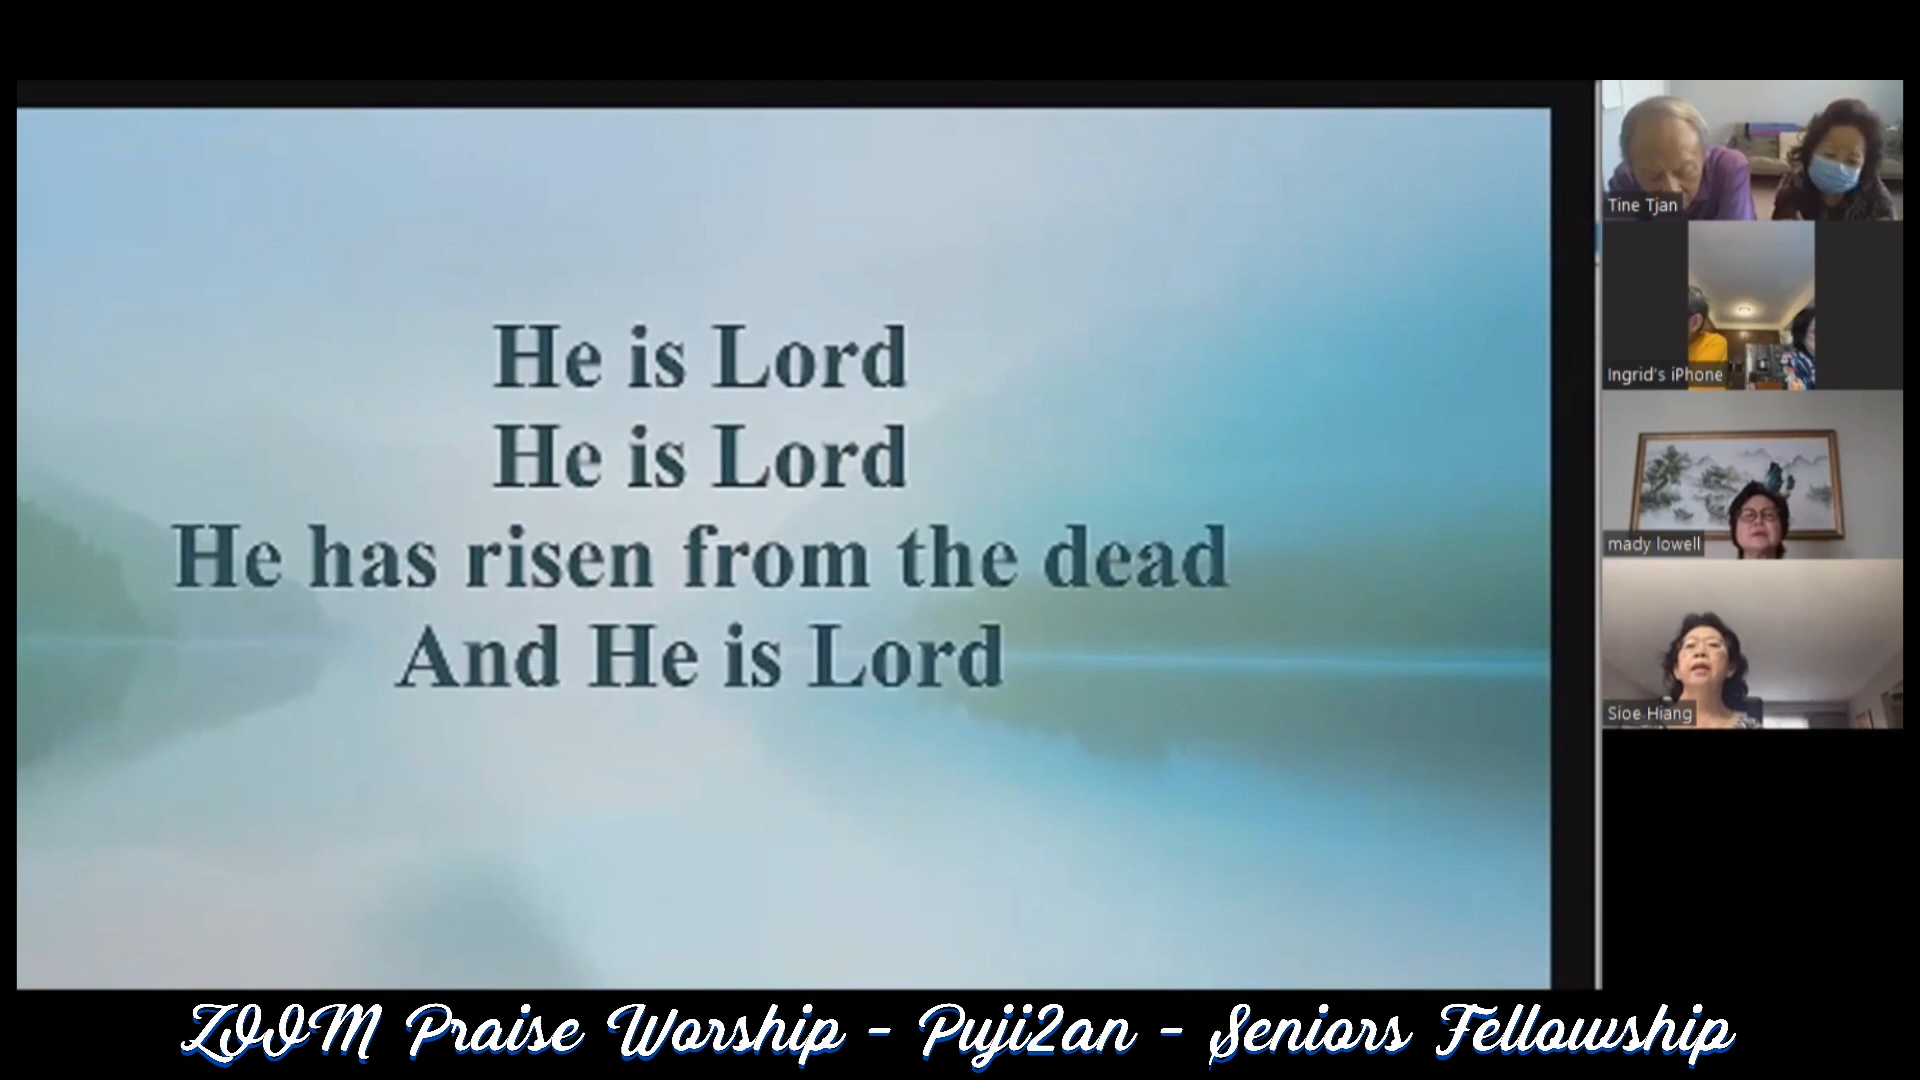 He is Lord
He is Lord
He has risen from the dead
And He is Lord
Tine Tjan
Ingrid's iPhone
mady lowell
Sioe Hiang
ZOOM Praise Worship - Puji2an - Seniors Fellowship